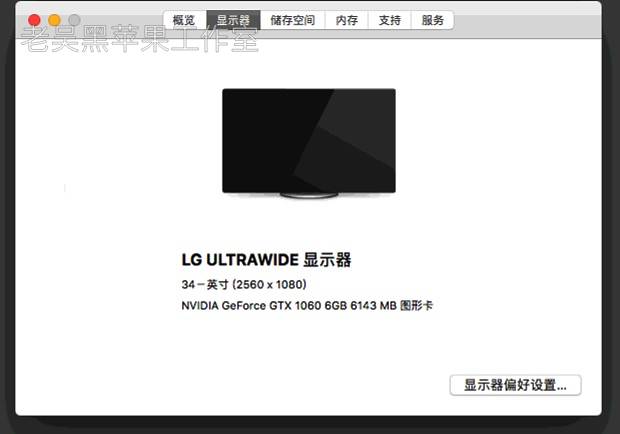 概览 显示器 储存空间 内存 支持 服务
老吴黑苹果工作室
LG ULTRAWIDE 显示器
34-英寸 (2560 x 1080)
NVIDIA GeForce GTX 1060 6GB 6143 MB 图形卡
显示器偏好设置...